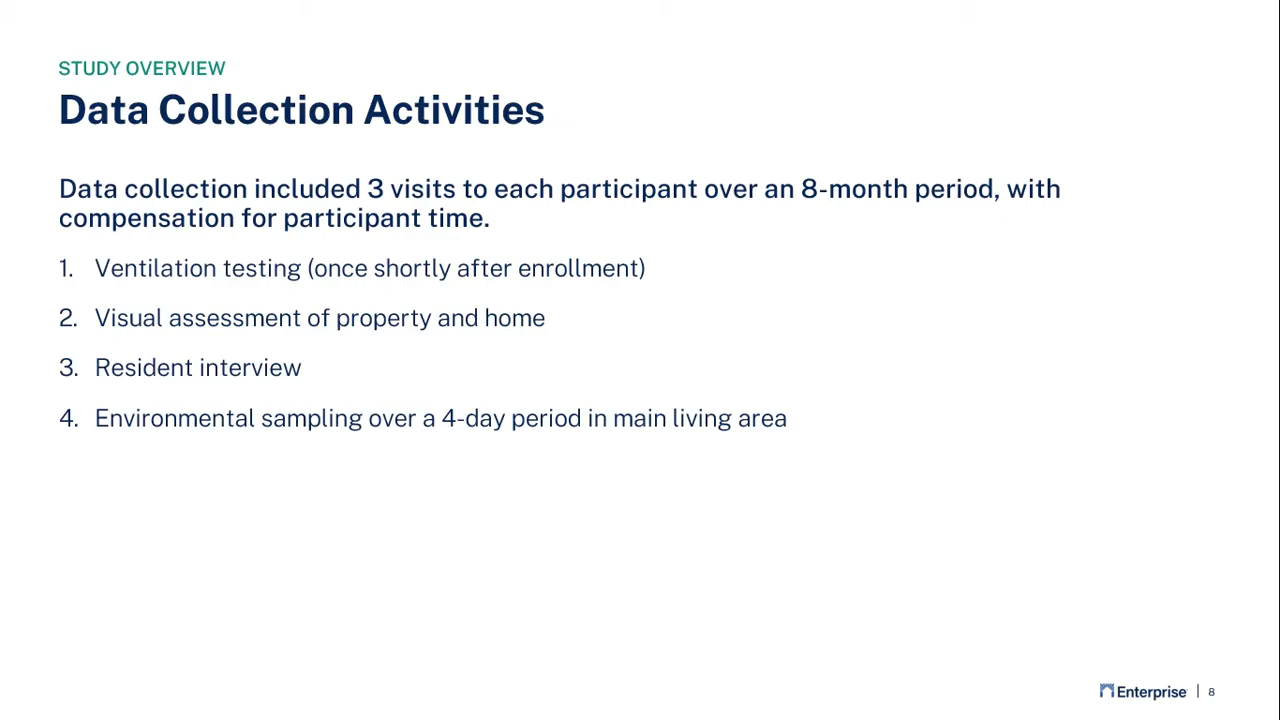 STUDY OVERVIEW
Data Collection Activities
Data collection included 3 visits to each participant over an 8-month period, with
compensation for participant time.
1. Ventilation testing (once shortly after enrollment)
2. Visual assessment of property and home
3. Resident interview
4. Environmental sampling over a 4-day period in main living area
Enterprise | 8